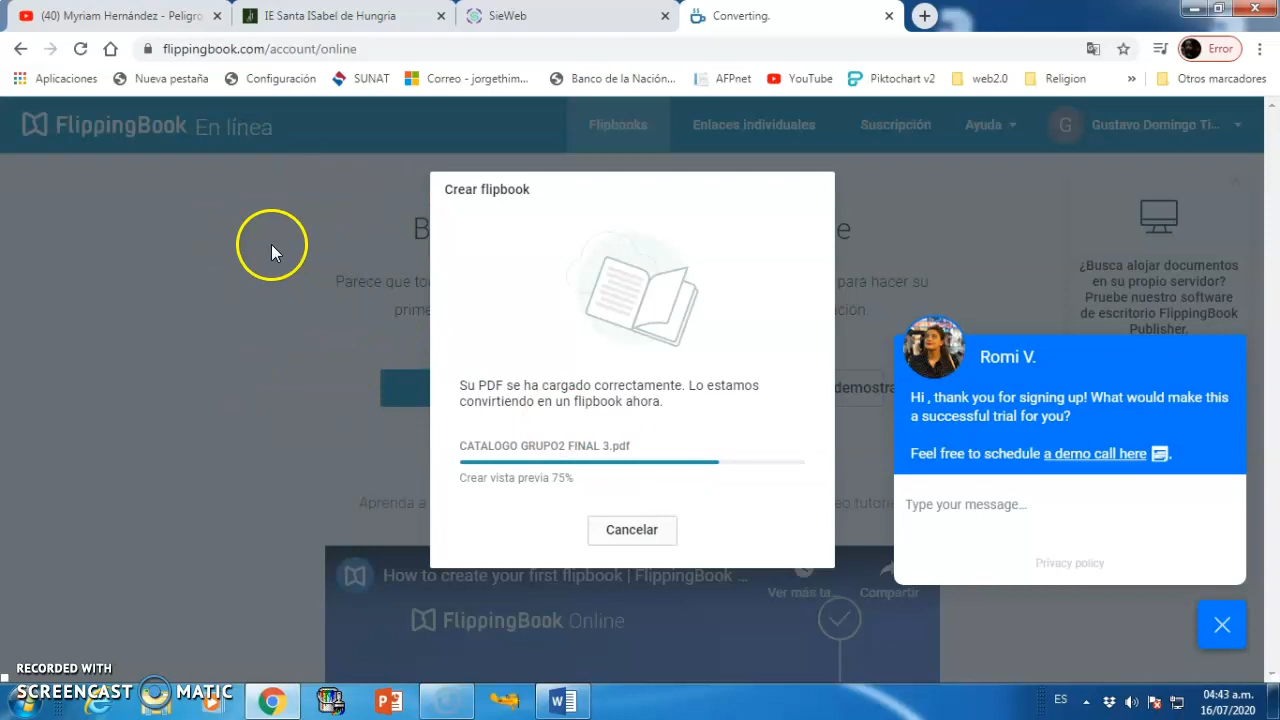 (40) Myriam Hernández - Peligro
IE Santa ISabel de Hungria
SieWeb
Converting.
flippingbook.com/account/online
Error
Aplicaciones
Nueva pestaña
Configuración
SUNAT
Correo - jorgethim...
Banco de la Nación...
AFPnet
YouTube
Piktochart v2
web2.0
Religion
»
Otros marcadores
FlippingBook En línea
Flipbooks
Enlaces individuales
Suscripción
Ayuda
G
Gustavo Domingo Ti...
Crear flipbook
B
e
¿Busca alojar documentos
en su propio servidor?
Pruebe nuestro software
de escritorio FlippingBook
Publisher.
Parece que
para hacer su
Su PDF se ha cargado correctamente. Lo estamos
convirtiendo en un flipbook ahora.
CATALOGO GRUPO2 FINAL 3.pdf
Crear vista previa 75%
Cancelar
Romi V.
Hi , thank you for signing up! What would make this
a successful trial for you?
Feel free to schedule a demo call here .
Type your message...
Privacy policy
Aprenda a
How to create your first flipbook | FlippingBook ...
Ver más ta...
Compartir
FlippingBook Online
RECORDED WITH
SCREENCAST MATIC
ES
04:43 a.m.
16/07/2020